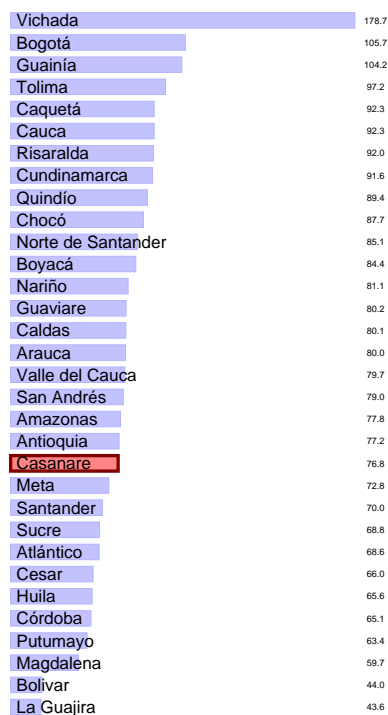 Vichada 178.7
Bogotá 105.7
Guainía 104.2
Tolima 97.2
Caquetá 92.3
Cauca 92.3
Risaralda 92.0
Cundinamarca 91.6
Quindío 89.4
Chocó 87.7
Norte de Santander 85.1
Boyacá 84.4
Nariño 81.1
Guaviare 80.2
Caldas 80.1
Arauca 80.0
Valle del Cauca 79.7
San Andrés 79.0
Amazonas 77.8
Antioquia 77.2
Casanare 76.8
Meta 72.8
Santander 70.0
Sucre 68.8
Atlántico 68.6
Cesar 66.0
Huila 65.6
Córdoba 65.1
Putumayo 63.4
Magdalena 59.7
Bolivar 44.0
La Guajira 43.6